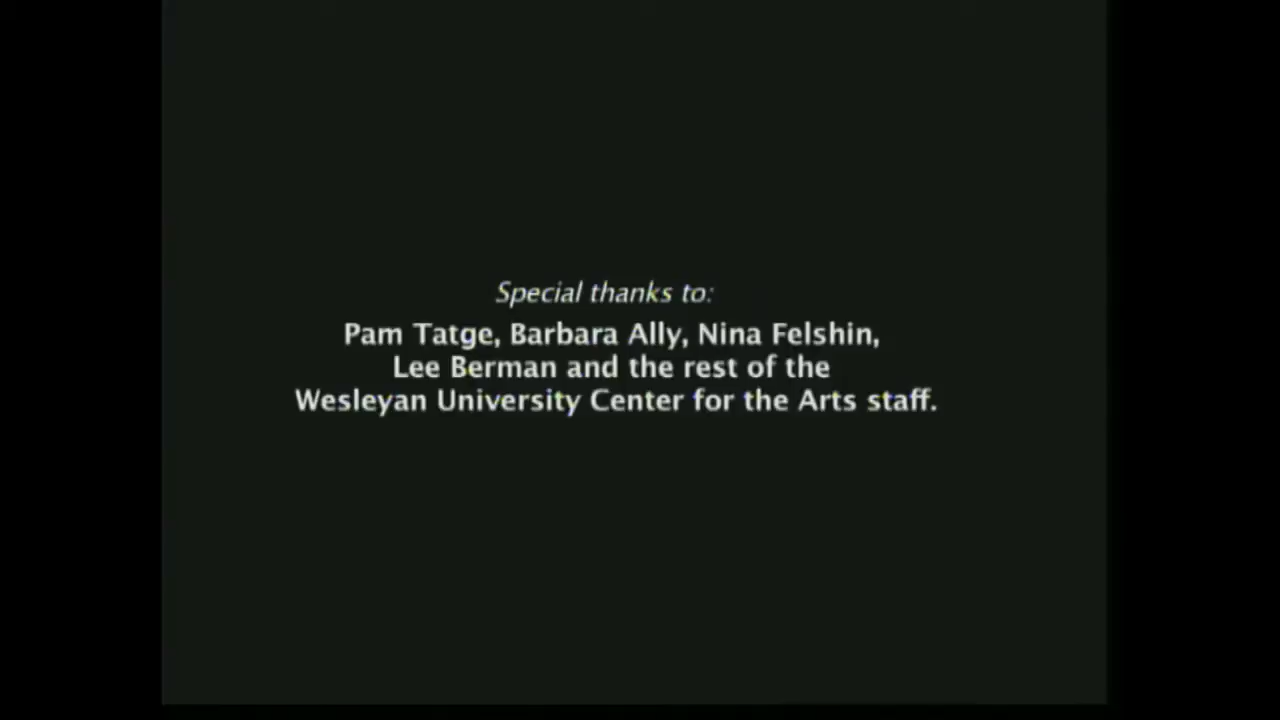 Special thanks to:
Pam Tatge, Barbara Ally, Nina Felshin,
Lee Berman and the rest of the
Wesleyan University Center for the Arts staff.